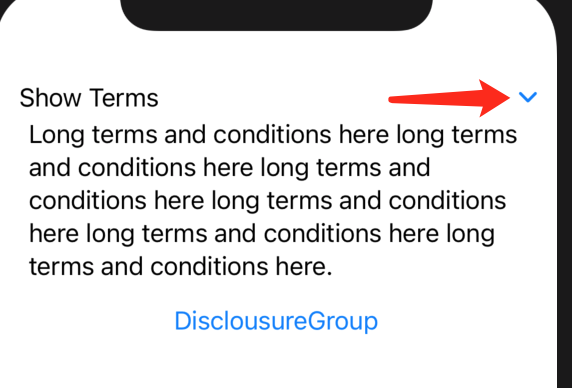 Show Terms
Long terms and conditions here long terms
and conditions here long terms and
conditions here long terms and conditions
here long terms and conditions here long
terms and conditions here.
DisclousureGroup